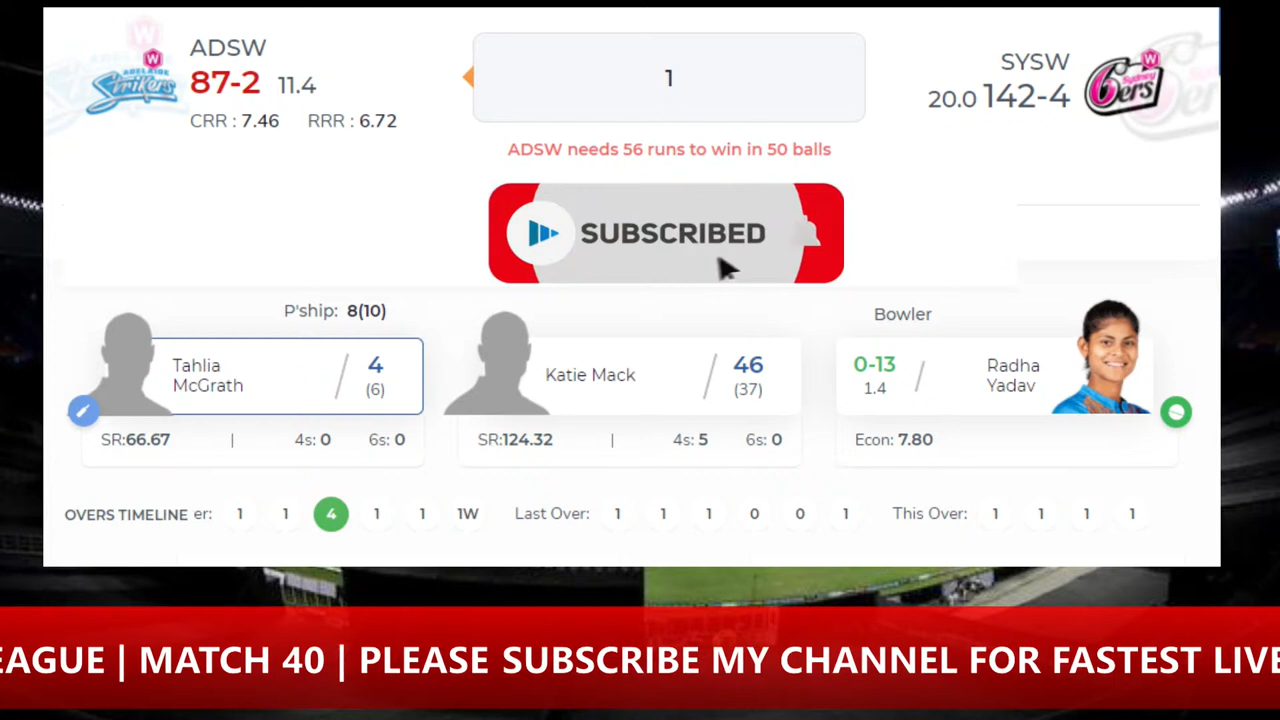 ADSW
87-2 11.4
CRR : 7.46 RRR : 6.72
1
ADSW needs 56 runs to win in 50 balls
SYSW
20.0 142-4
W
ADELAIDE
Strikers
W
Sydney
6ers
SUBSCRIBED
P'ship: 8(10)
Bowler
Tahlia
McGrath
4
(6)
Katie Mack
46
(37)
0-13
1.4
Radha
Yadav
SR:66.67 | 4s: 0 6s: 0
SR:124.32 | 4s: 5 6s: 0
Econ: 7.80
OVERS TIMELINE er: 1 1 4 1 1 1W Last Over: 1 1 1 0 0 1 This Over: 1 1 1 1
EAGUE | MATCH 40 | PLEASE SUBSCRIBE MY CHANNEL FOR FASTEST LIVE